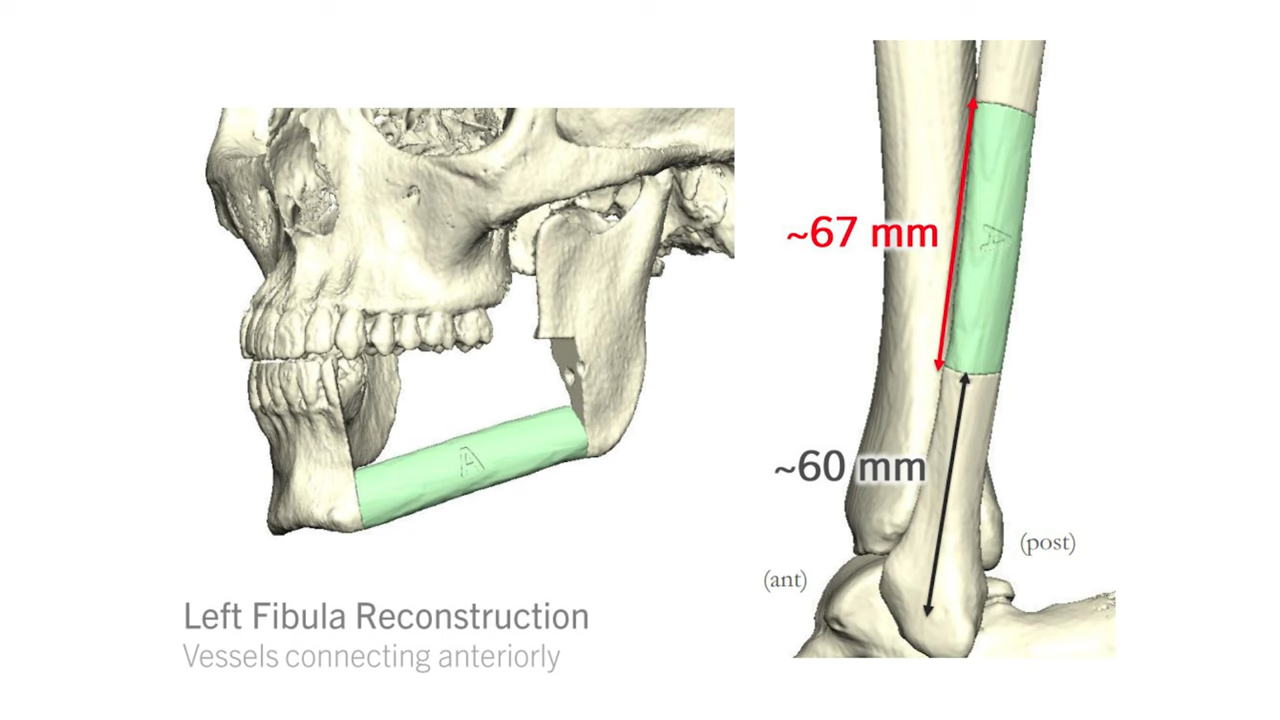 A
Left Fibula Reconstruction
Vessels connecting anteriorly
~67 mm
A
~60 mm
(post)
(ant)